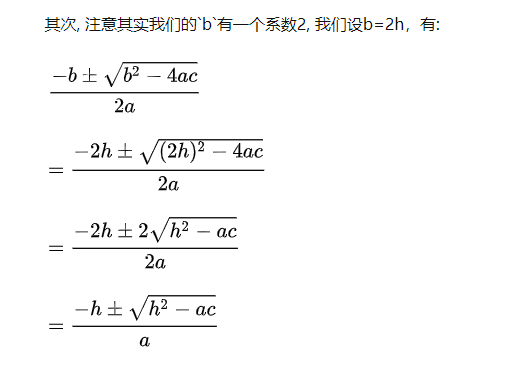 其次, 注意其实我们的`b`有一个系数2, 我们设b=2h，有:
\frac{-b \pm \sqrt{b^2 - 4ac}}{2a}
= \frac{-2h \pm \sqrt{(2h)^2 - 4ac}}{2a}
= \frac{-2h \pm 2\sqrt{h^2 - ac}}{2a}
= \frac{-h \pm \sqrt{h^2 - ac}}{a}